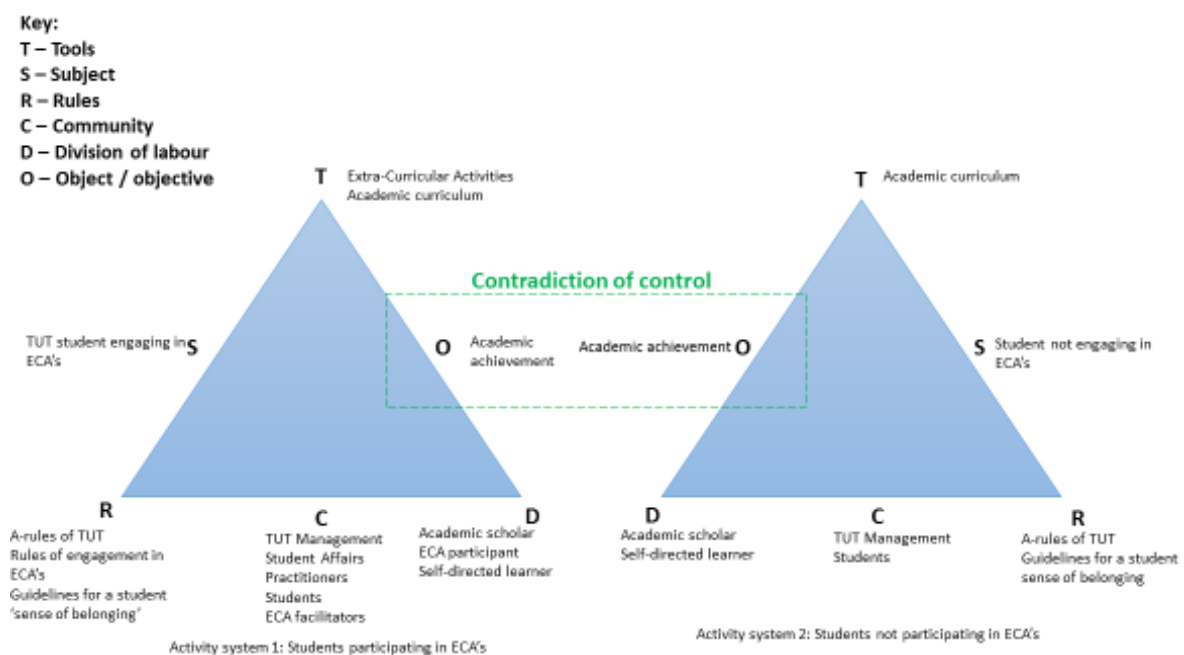 Key:
T – Tools
S – Subject
R – Rules
C – Community
D – Division of labour
O – Object / objective
T
Extra-Curricular Activities
Academic curriculum
T
Academic curriculum
Contradiction of control
TUT student engaging in
ECA's
S
O
Academic
achievement
Academic achievement
O
S
Student not engaging in
ECA's
R
A-rules of TUT
Rules of engagement in
ECA's
Guidelines for a student
'sense of belonging'
C
TUT Management
Student Affairs
Practitioners
Students
ECA facilitators
D
Academic scholar
ECA participant
Self-directed learner
D
Academic scholar
Self-directed learner
C
TUT Management
Students
R
A-rules of TUT
Guidelines for a student
sense of belonging
Activity system 1: Students participating in ECA's
Activity system 2: Students not participating in ECA's